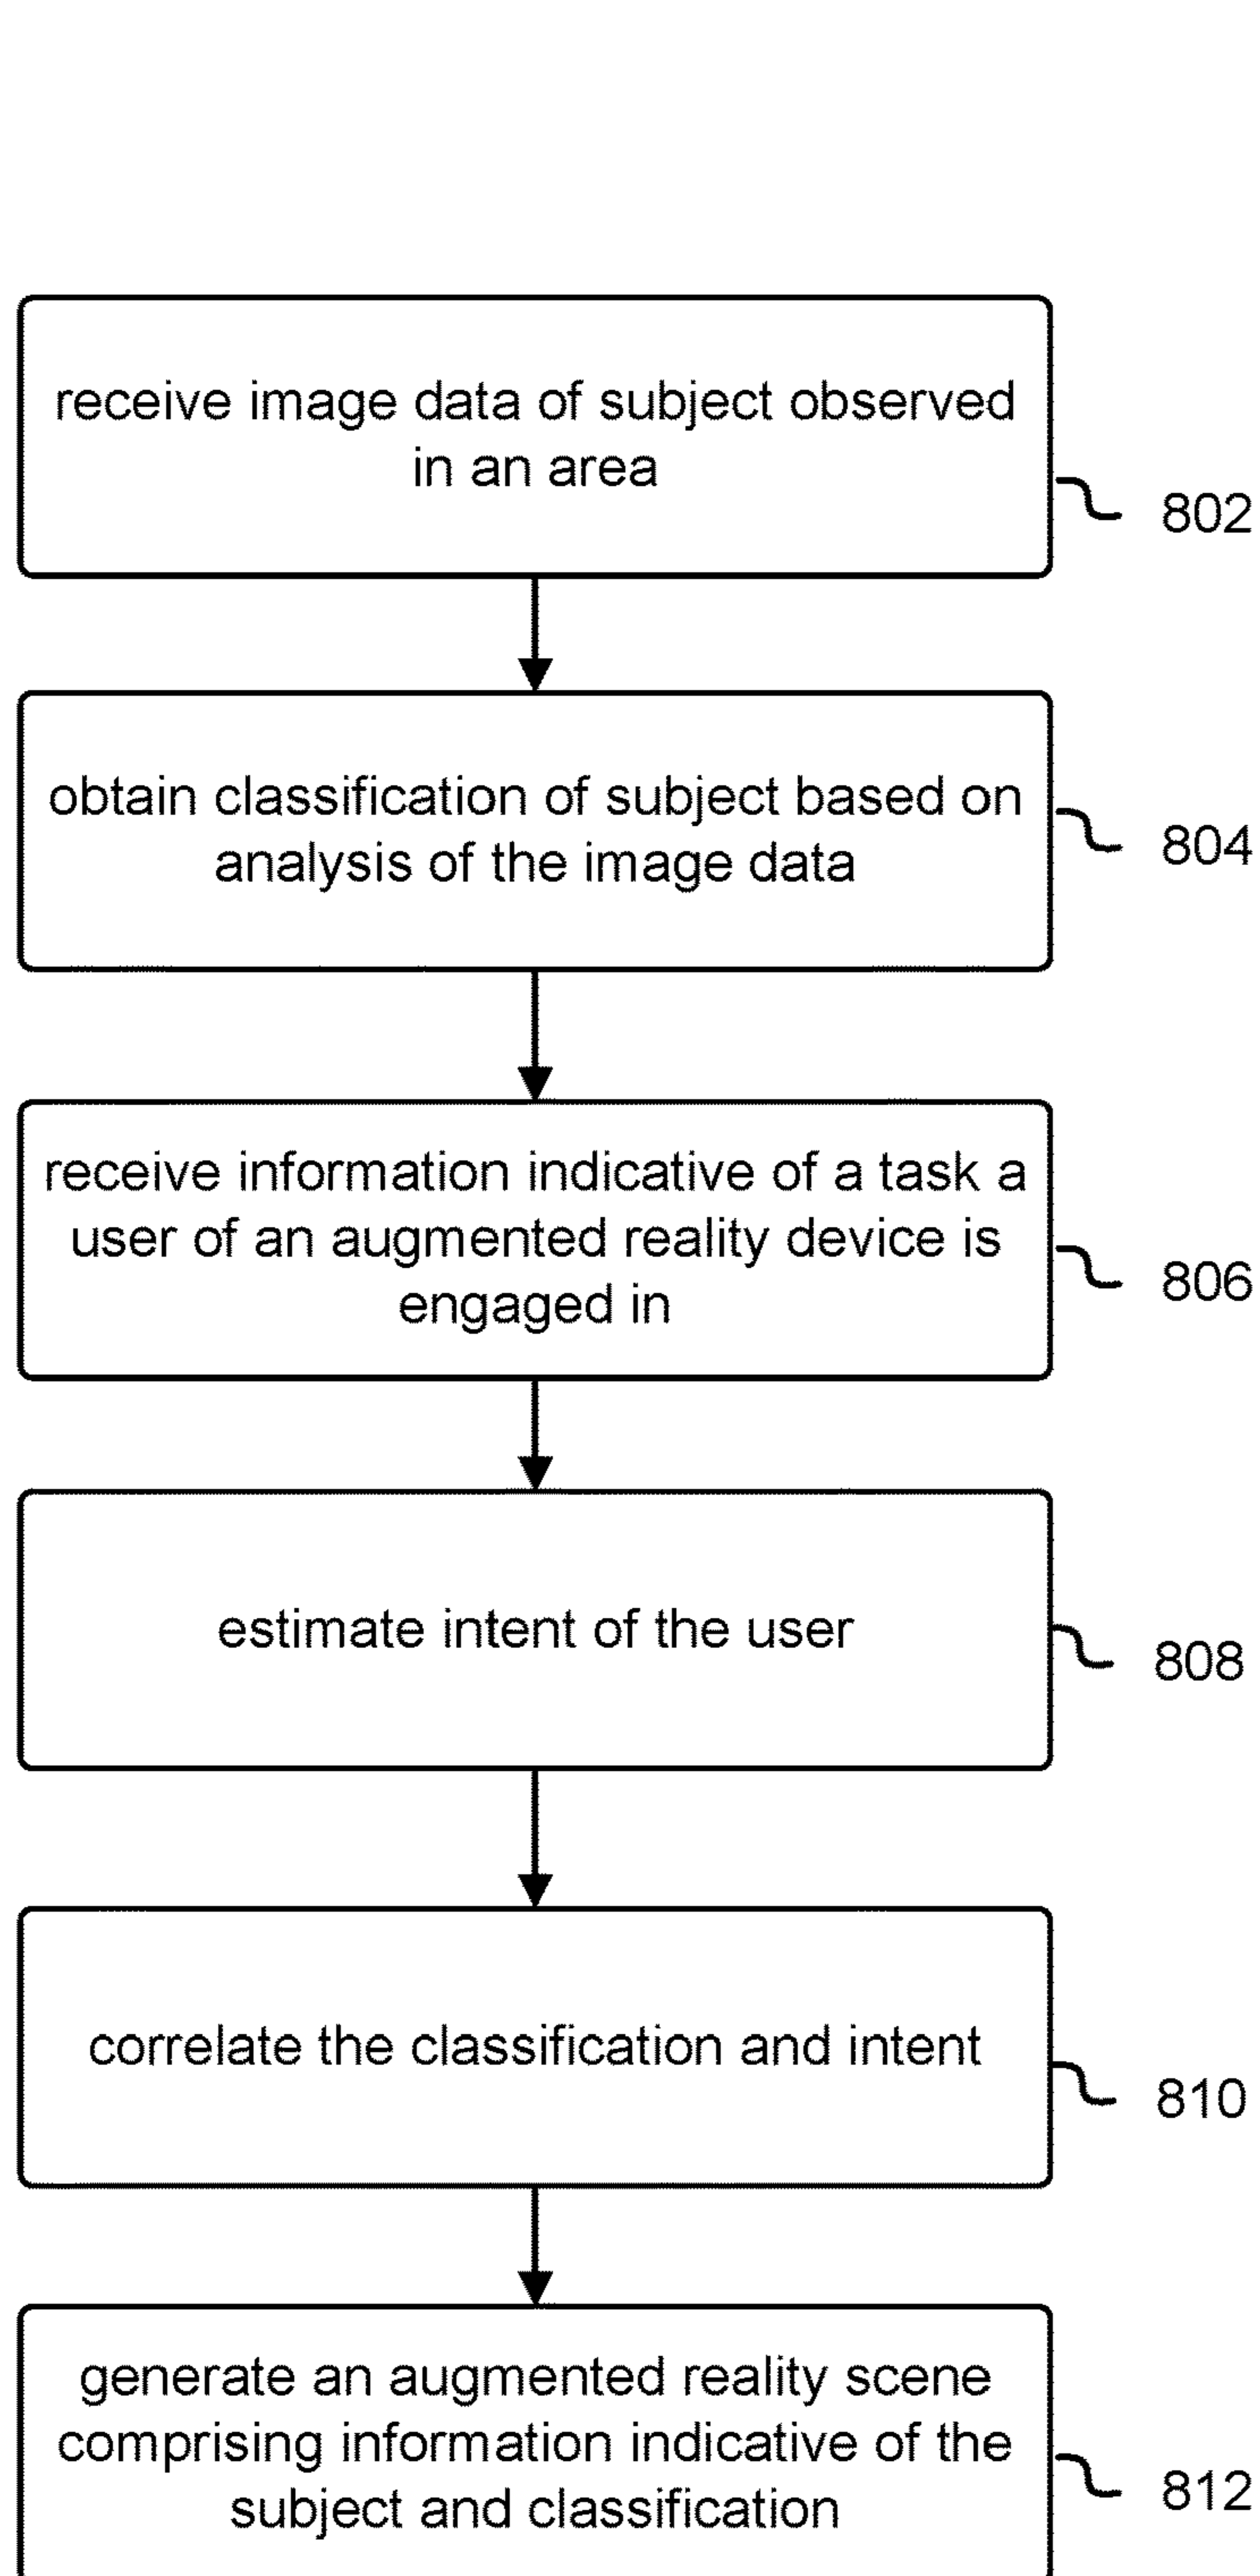 receive image data of subject observed
in an area
802
obtain classification of subject based on
analysis of the image data
804
receive information indicative of a task a
user of an augmented reality device is
engaged in
806
estimate intent of the user
808
correlate the classification and intent
810
generate an augmented reality scene
comprising information indicative of the
subject and classification
812